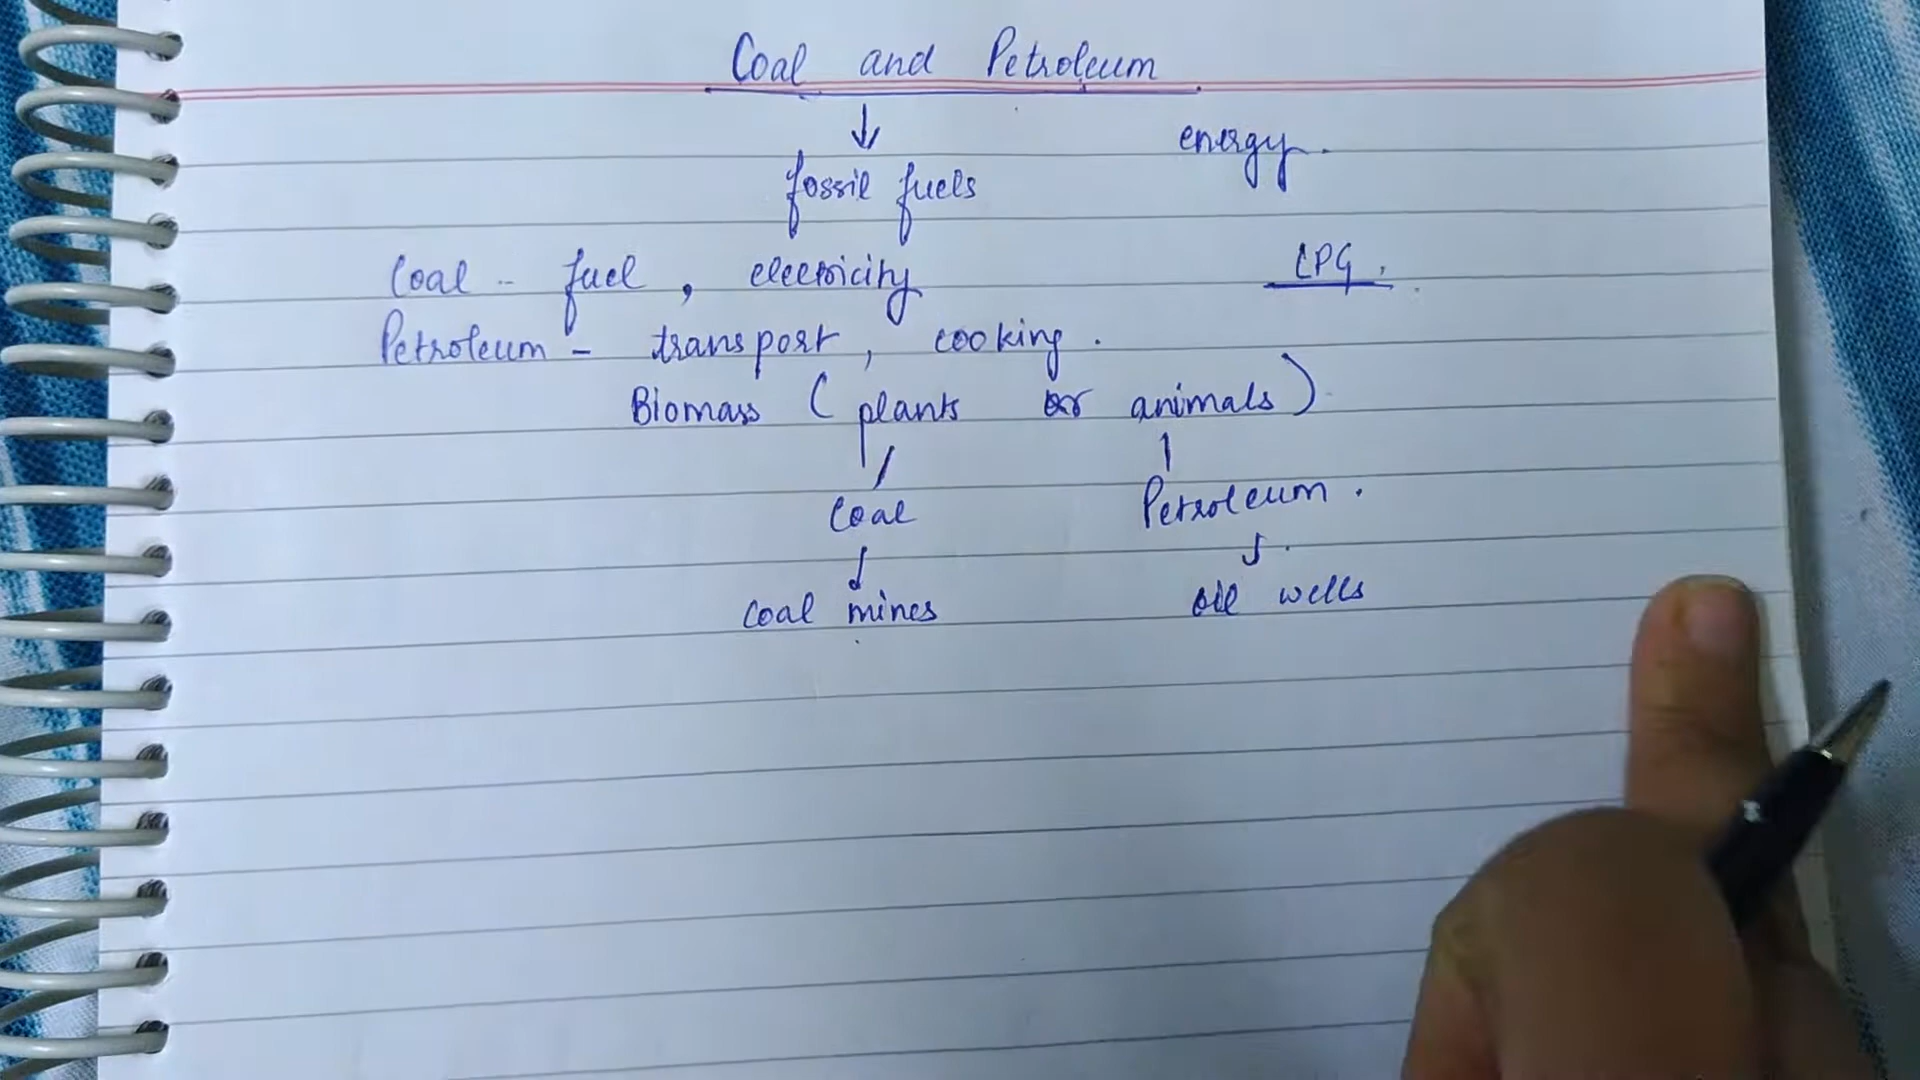 Coal and Petroleum
energy.
fossil fuels
LPG.
Coal - fuel, electricity
Petroleum - transport, cooking.
Biomass (plants or animals)
Coal Petroleum.
Coal mines oil wells